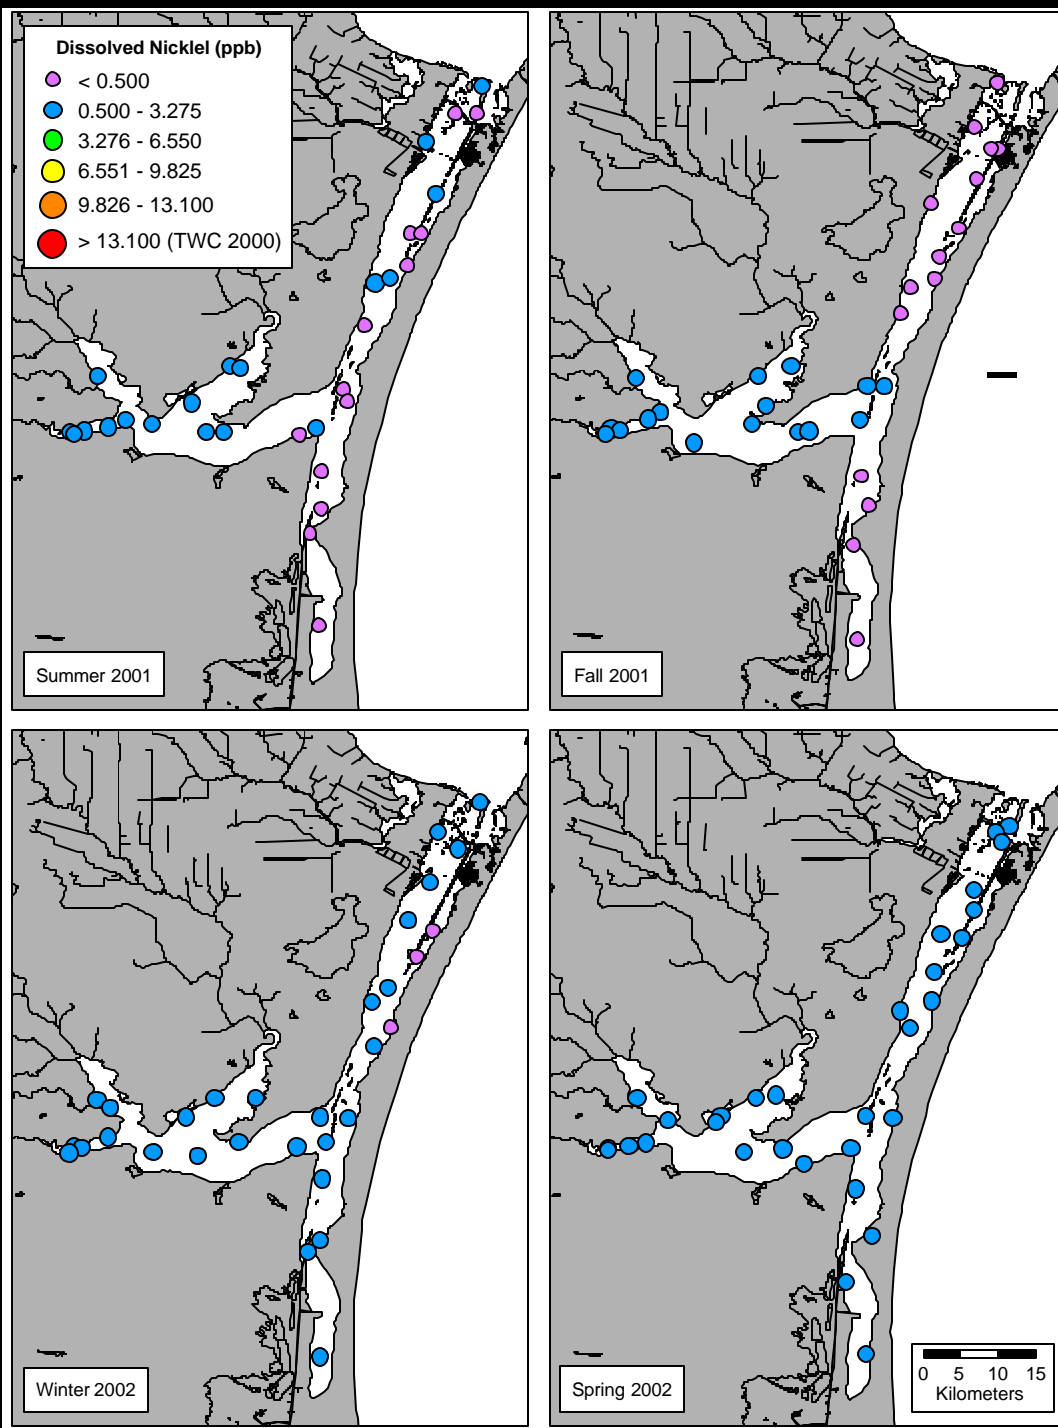 Dissolved Nicklel (ppb)
< 0.500
0.500 - 3.275
3.276 - 6.550
6.551 - 9.825
9.826 - 13.100
> 13.100 (TWC 2000)
Summer 2001
Fall 2001
Winter 2002
Spring 2002
0 5 10 15
Kilometers